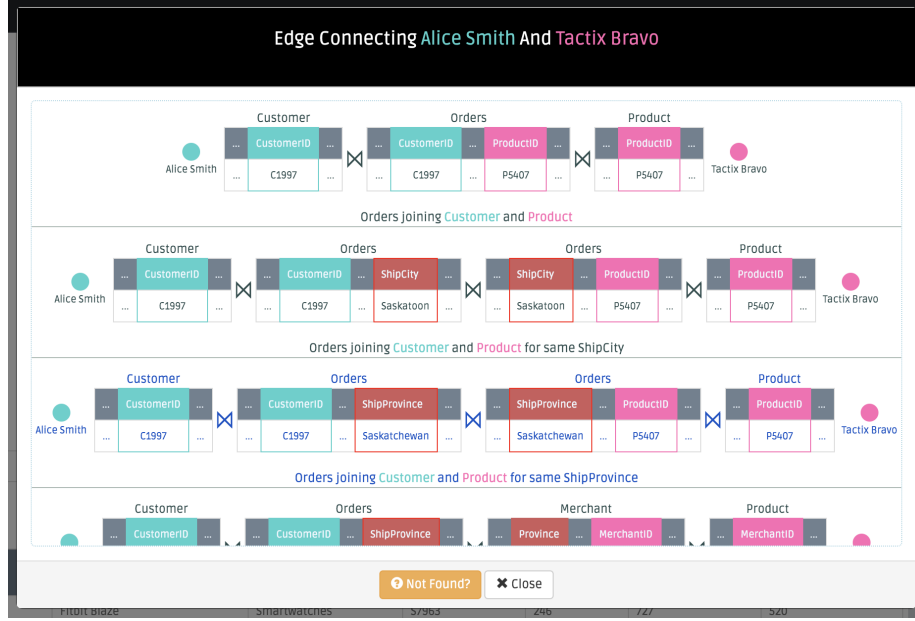 Edge Connecting Alice Smith And Tactix Bravo
Customer Orders Product
... CustomerID ... ... CustomerID ... ProductID ... ... ProductID ...
Alice Smith ... C1997 ... ... C1997 ... P5407 ... ... P5407 ... Tactix Bravo
Orders joining Customer and Product
Customer Orders Orders Product
... CustomerID ... ... CustomerID ... ShipCity ... ... ShipCity ... ProductID ... ... ProductID ...
Alice Smith ... C1997 ... ... C1997 ... Saskatoon ... ... Saskatoon ... P5407 ... ... P5407 ... Tactix Bravo
Orders joining Customer and Product for same ShipCity
Customer Orders Orders Product
... CustomerID ... ... CustomerID ... ShipProvince ... ... ShipProvince ... ProductID ... ... ProductID ...
Alice Smith ... C1997 ... ... C1997 ... Saskatchewan ... ... Saskatchewan ... P5407 ... ... P5407 ... Tactix Bravo
Orders joining Customer and Product for same ShipProvince
Customer Orders Merchant Product
... CustomerID ... ... CustomerID ... ShipProvince ... ... Province ... MerchantID ... ... MerchantID ...
Not Found? Close
Fitbit Blaze Smartwatches S7963 246 727 520